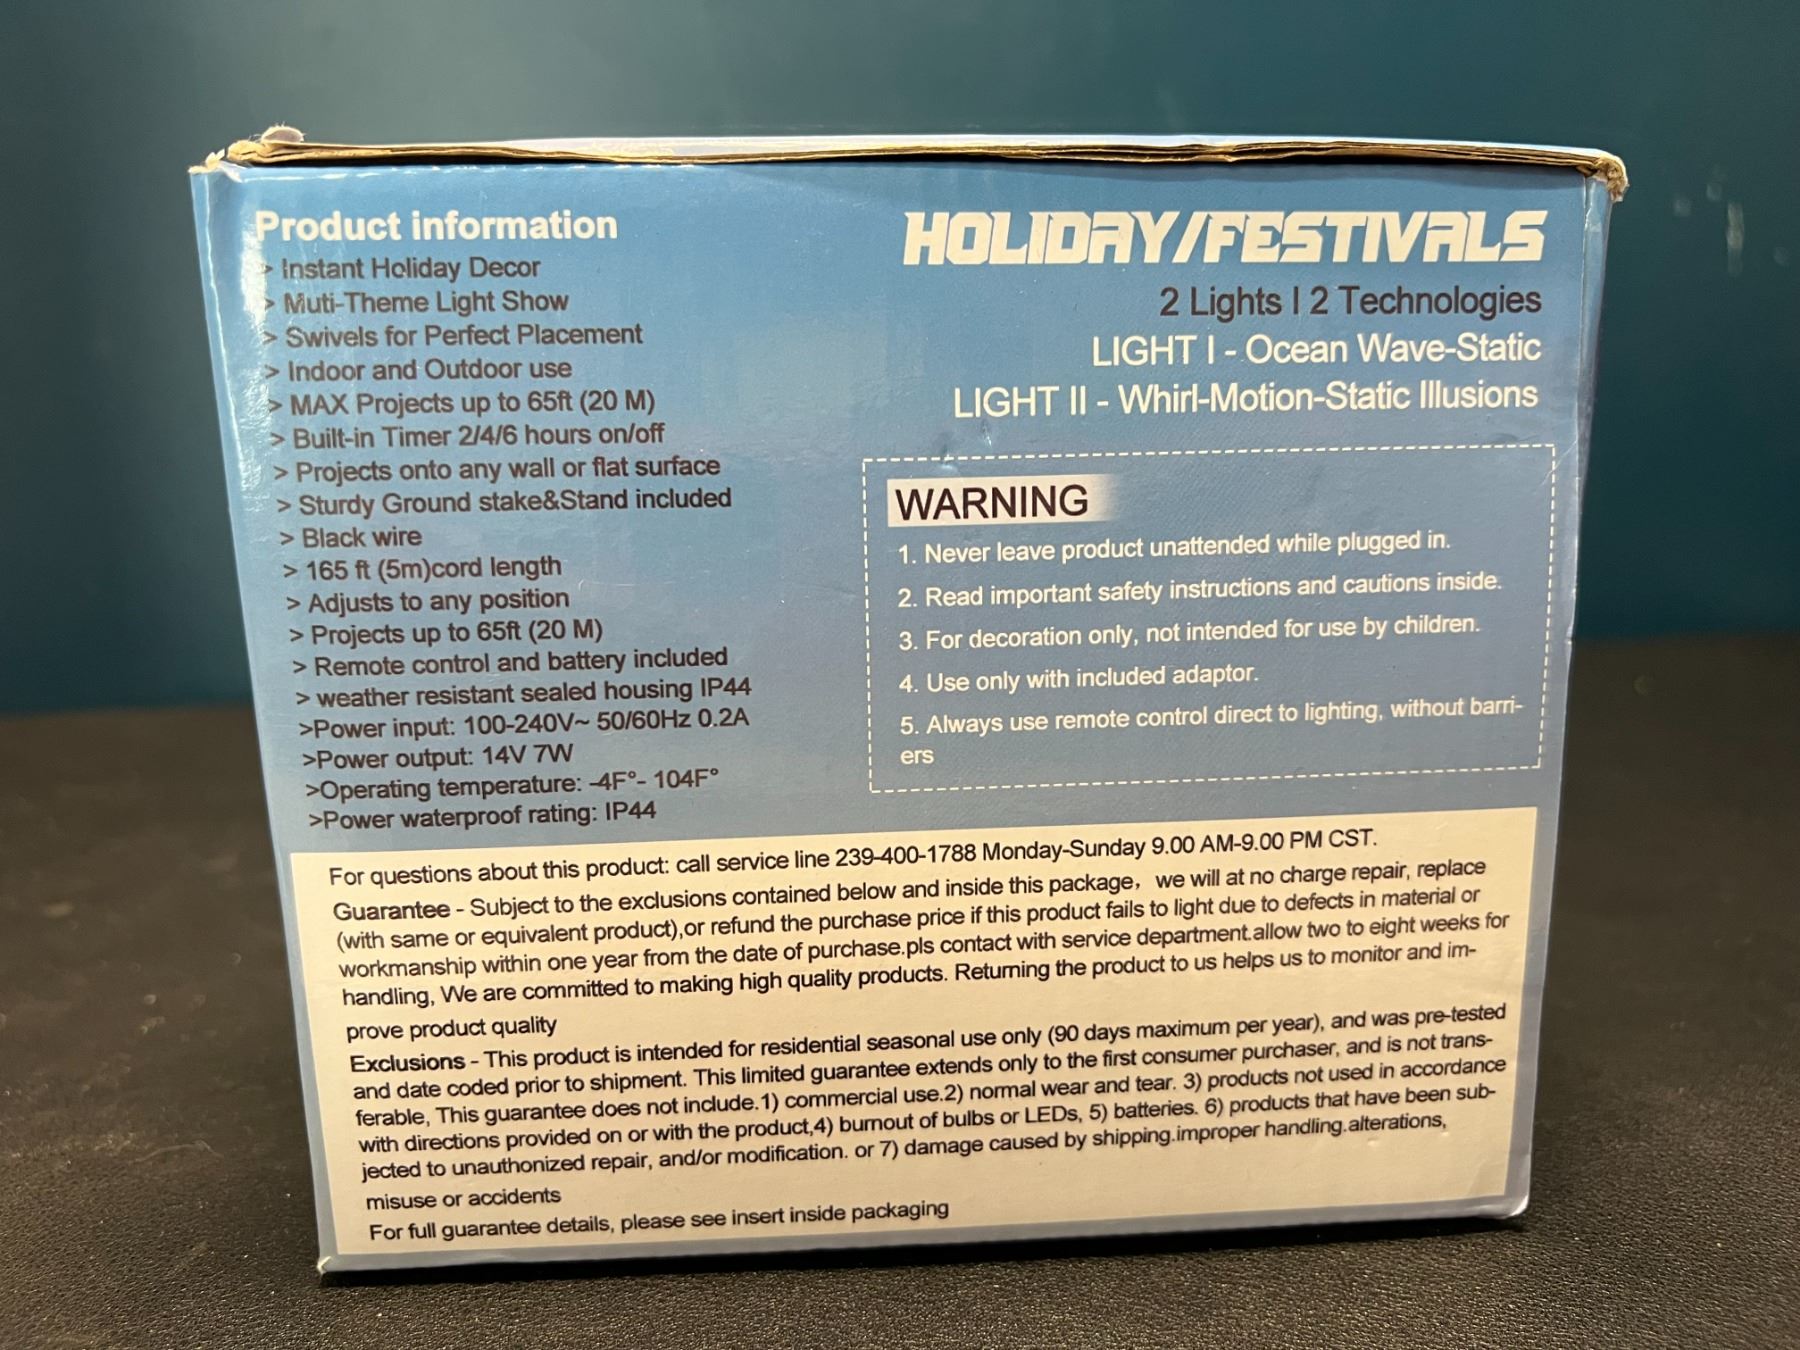 Product information
> Instant Holiday Decor
> Muti-Theme Light Show
> Swivels for Perfect Placement
> Indoor and Outdoor use
> MAX Projects up to 65ft (20 M)
> Built-in Timer 2/4/6 hours on/off
> Projects onto any wall or flat surface
> Sturdy Ground stake&Stand included
> Black wire
> 165 ft (5m)cord length
> Adjusts to any position
> Projects up to 65ft (20 M)
> Remote control and battery included
> weather resistant sealed housing IP44
>Power input: 100-240V~ 50/60Hz 0.2A
>Power output: 14V 7W
>Operating temperature: -4F°- 104F°
>Power waterproof rating: IP44
HOLIDAY/FESTIVALS
2 Lights I 2 Technologies
LIGHT I - Ocean Wave-Static
LIGHT II - Whirl-Motion-Static Illusions
WARNING
1. Never leave product unattended while plugged in.
2. Read important safety instructions and cautions inside.
3. For decoration only, not intended for use by children.
4. Use only with included adaptor.
5. Always use remote control direct to lighting, without barri-
ers
For questions about this product: call service line 239-400-1788 Monday-Sunday 9.00 AM-9.00 PM CST.
Guarantee - Subject to the exclusions contained below and inside this package, we will at no charge repair, replace
(with same or equivalent product),or refund the purchase price if this product fails to light due to defects in material or
workmanship within one year from the date of purchase.pls contact with service department.allow two to eight weeks for
handling, We are committed to making high quality products. Returning the product to us helps us to monitor and im-
prove product quality
Exclusions - This product is intended for residential seasonal use only (90 days maximum per year), and was pre-tested
and date coded prior to shipment. This limited guarantee extends only to the first consumer purchaser, and is not trans-
ferable, This guarantee does not include.1) commercial use.2) normal wear and tear. 3) products not used in accordance
with directions provided on or with the product,4) burnout of bulbs or LEDs, 5) batteries. 6) products that have been sub-
jected to unauthonized repair, and/or modification. or 7) damage caused by shipping.improper handling.alterations,
misuse or accidents
For full guarantee details, please see insert inside packaging